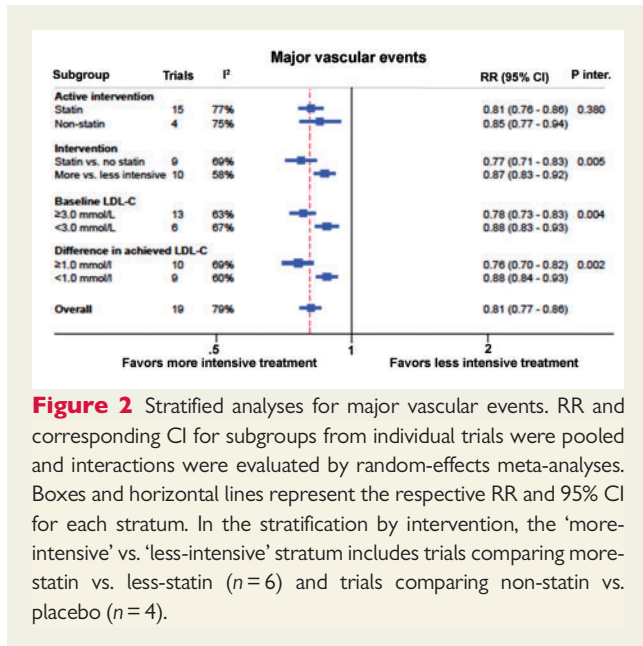 Major vascular events
Subgroup Trials I² RR (95% CI) P inter.
Active intervention
Statin 15 77% 0.81 (0.76 - 0.86) 0.380
Non-statin 4 75% 0.85 (0.77 - 0.94)
Intervention
Statin vs. no statin 9 69% 0.77 (0.71 - 0.83) 0.005
More vs. less intensive 10 58% 0.87 (0.83 - 0.92)
Baseline LDL-C
≥3.0 mmol/L 13 63% 0.78 (0.73 - 0.83) 0.004
<3.0 mmol/L 6 67% 0.88 (0.83 - 0.93)
Difference in achieved LDL-C
≥1.0 mmol/l 10 69% 0.76 (0.70 - 0.82) 0.002
<1.0 mmol/l 9 60% 0.88 (0.84 - 0.93)
Overall 19 79% 0.81 (0.77 - 0.86)
.5 1 2
Favors more intensive treatment Favors less intensive treatment
Figure 2 Stratified analyses for major vascular events. RR and
corresponding CI for subgroups from individual trials were pooled
and interactions were evaluated by random-effects meta-analyses.
Boxes and horizontal lines represent the respective RR and 95% CI
for each stratum. In the stratification by intervention, the ‘more-
intensive’ vs. ‘less-intensive’ stratum includes trials comparing more-
statin vs. less-statin (n = 6) and trials comparing non-statin vs.
placebo (n = 4).